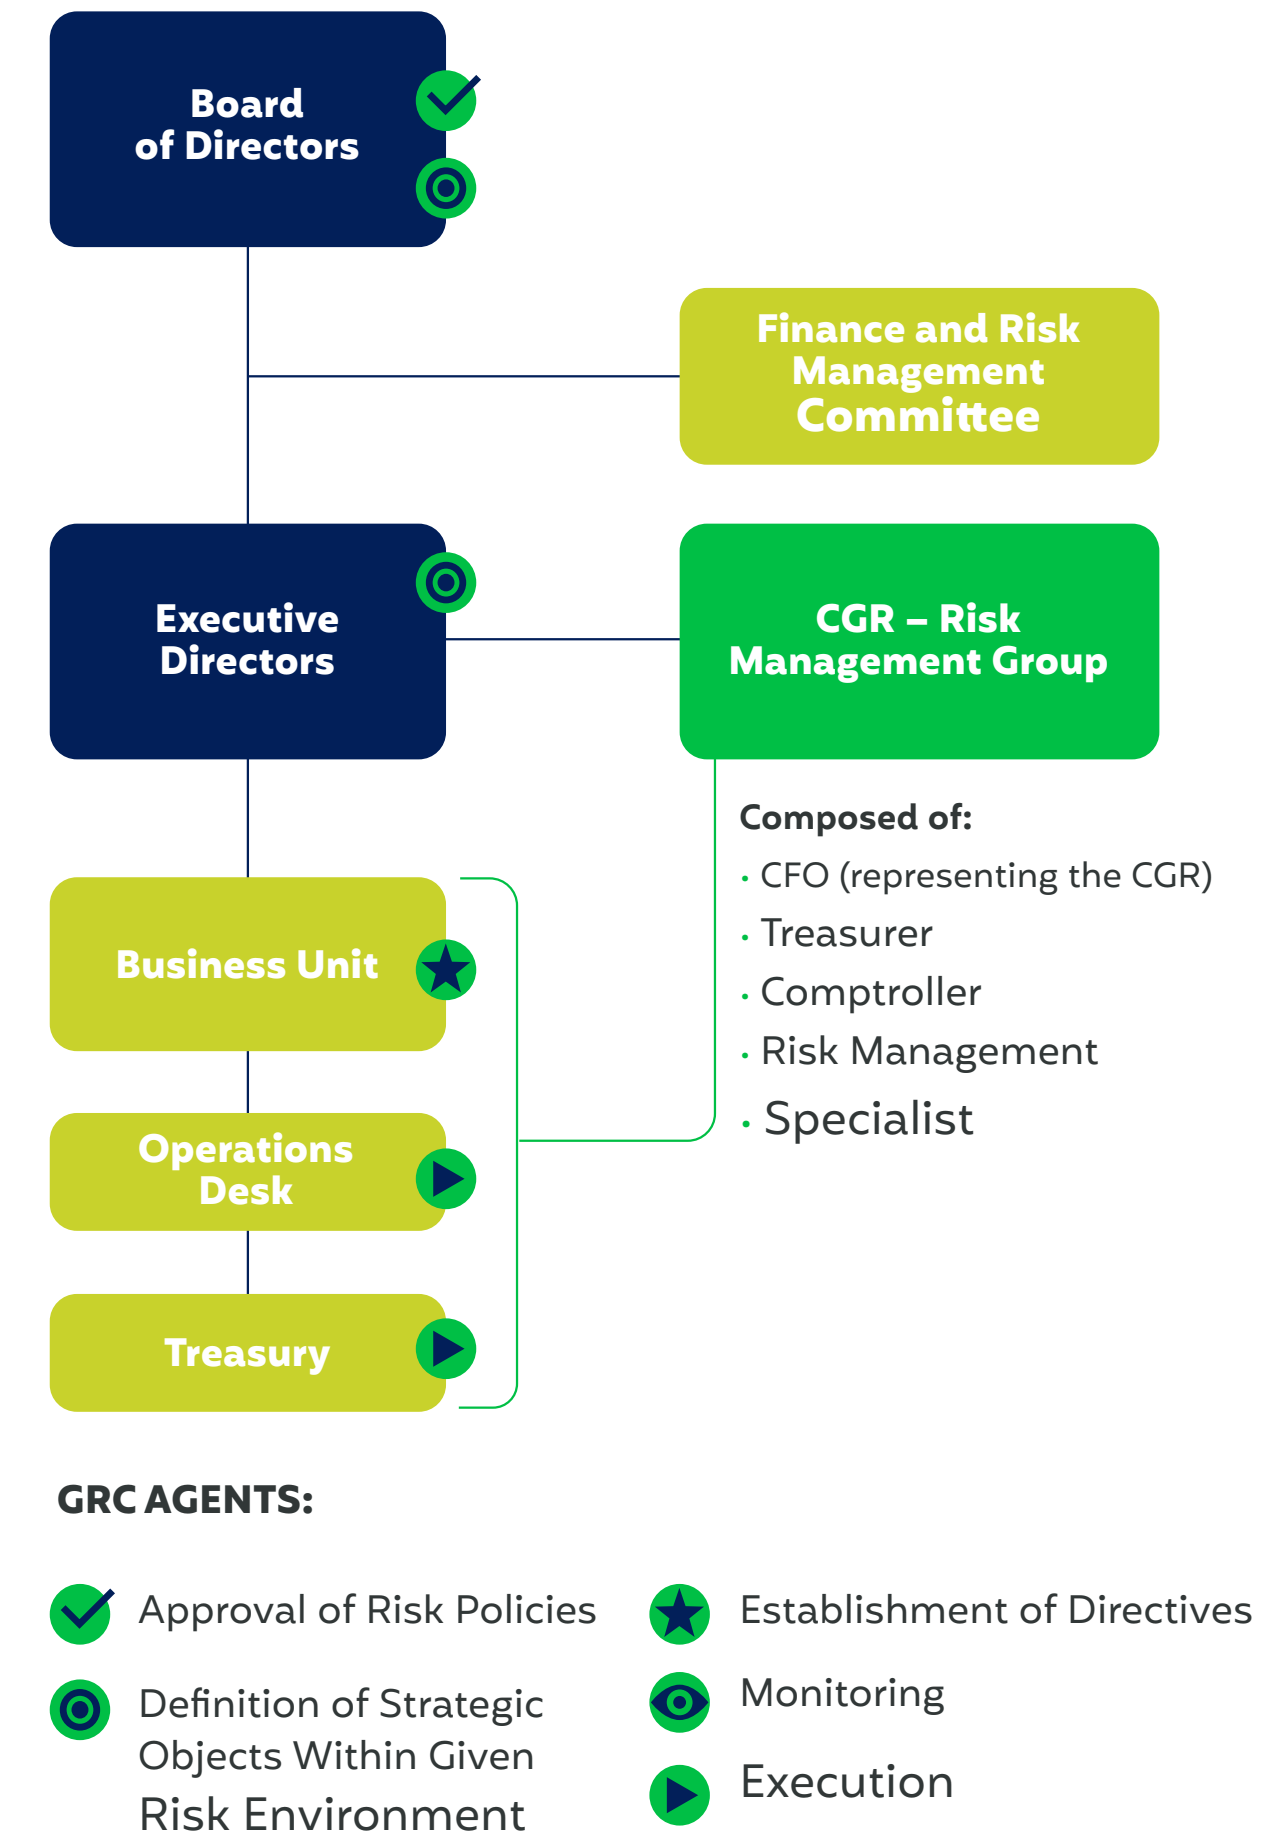 Board
of Directors
Finance and Risk
Management
Committee
Executive
Directors
CGR – Risk
Management Group
Composed of:
· CFO (representing the CGR)
· Treasurer
· Comptroller
· Risk Management
· Specialist
Business Unit
Operations
Desk
Treasury
GRC AGENTS:
Approval of Risk Policies
Definition of Strategic
Objects Within Given
Risk Environment
Establishment of Directives
Monitoring
Execution